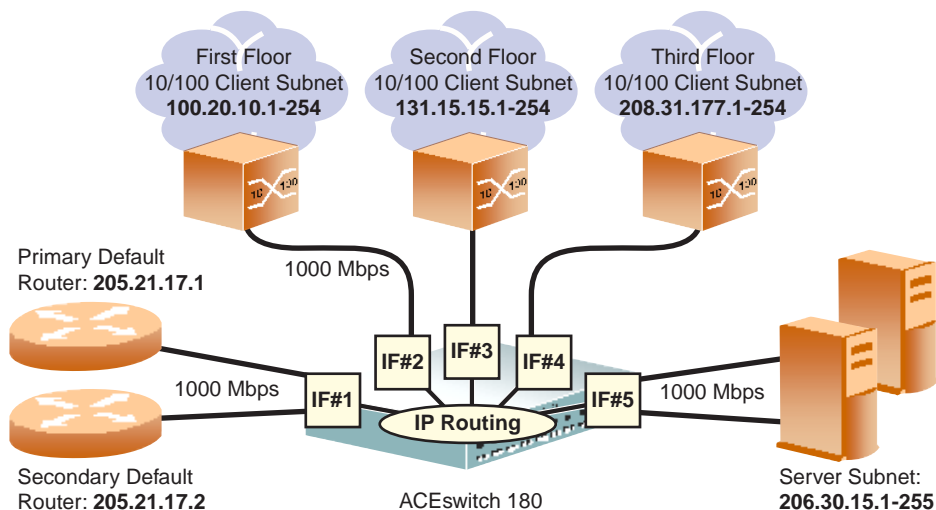 First Floor
10/100 Client Subnet
100.20.10.1-254
Second Floor
10/100 Client Subnet
131.15.15.1-254
Third Floor
10/100 Client Subnet
208.31.177.1-254
10
100
10
100
10
100
Primary Default
Router: 205.21.17.1
1000 Mbps
IF#2
IF#3
IF#4
1000 Mbps
IF#1
IF#5
1000 Mbps
IP Routing
Secondary Default
Router: 205.21.17.2
ACEswitch 180
Server Subnet:
206.30.15.1-255